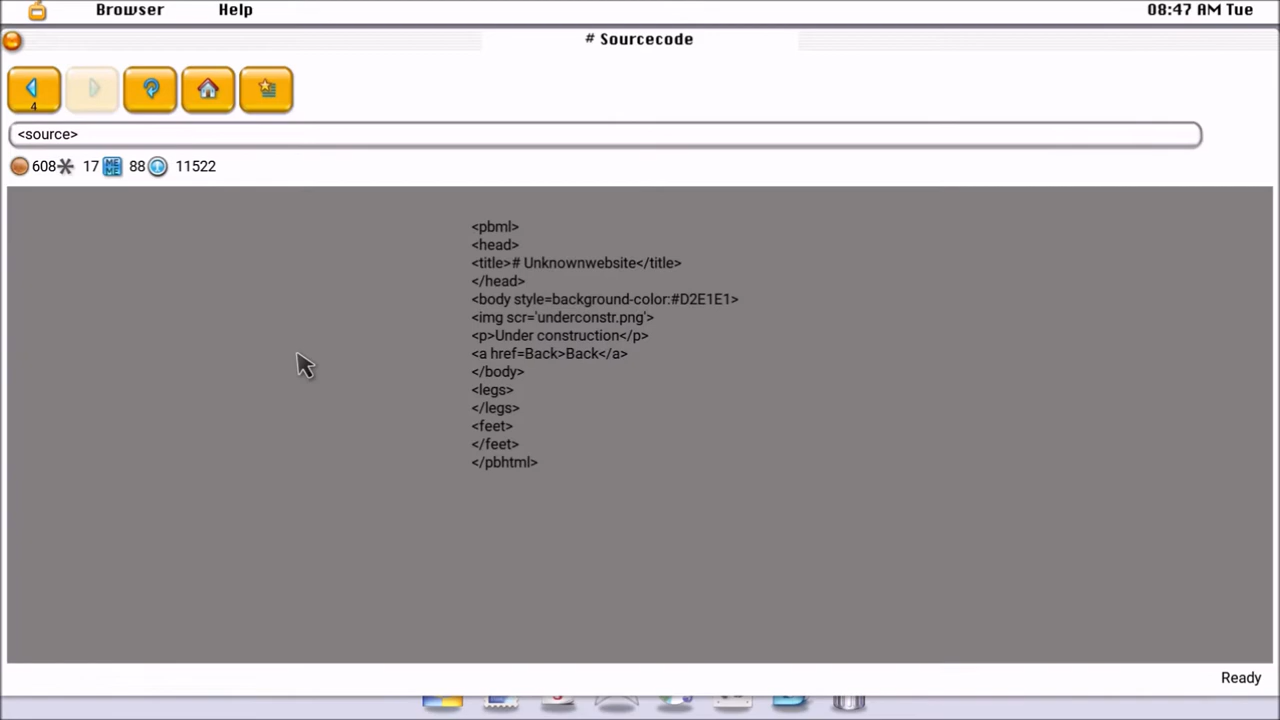 Browser Help 08:47 AM Tue
# Sourcecode
4
<source>
608 17 ME ME 88 11522
<pbml>
<head>
<title># Unknownwebsite</title>
</head>
<body style=background-color:#D2E1E1>
<img scr='underconstr.png'>
<p>Under construction</p>
<a href=Back>Back</a>
</body>
<legs>
</legs>
<feet>
</feet>
</pbhtml>
Ready